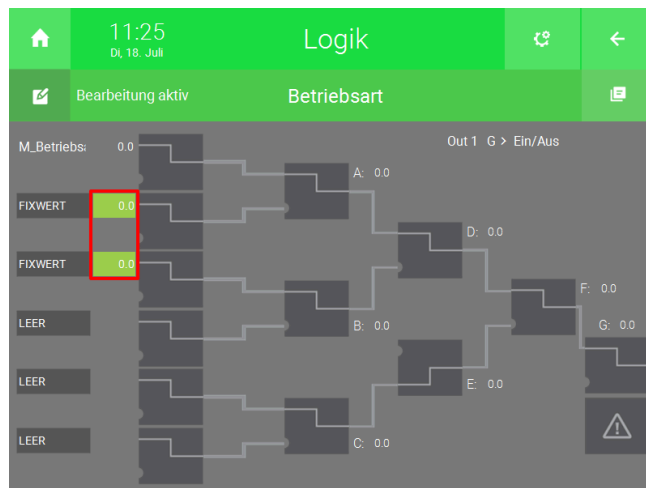 11:25
Di, 18. Juli
Logik
Bearbeitung aktiv
Betriebsart
M_Betriebsa 0.0
Out 1 G > Ein/Aus
A: 0.0
FIXWERT 0.0
D: 0.0
FIXWERT 0.0
F: 0.0
LEER
B: 0.0
G: 0.0
LEER
E: 0.0
LEER
C: 0.0